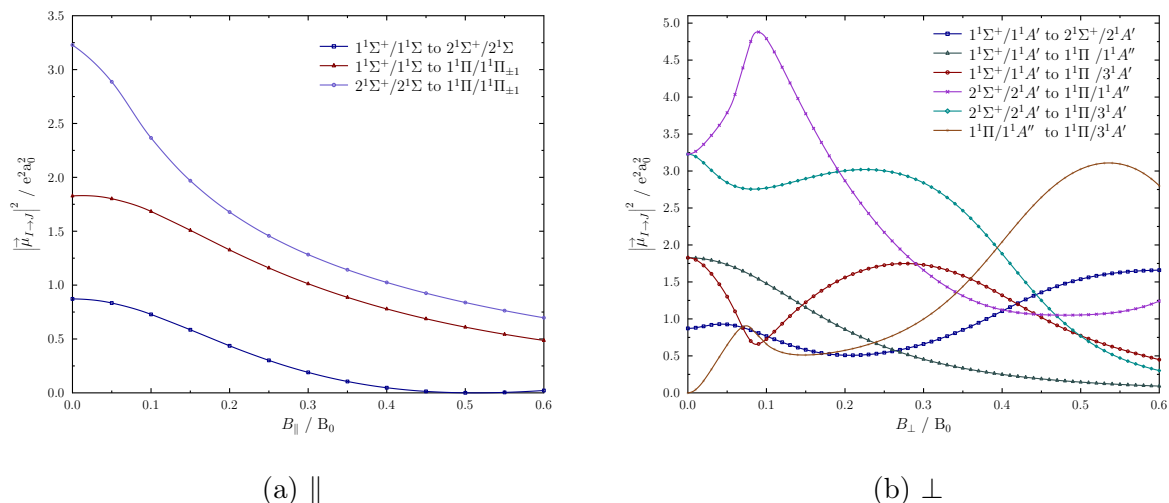 3.5
3.0
2.5
2.0
1.5
1.0
0.5
0.0
0.0 0.1 0.2 0.3 0.4 0.5 0.6
|μ⃗_{I→J}|² / e²a₀²
B_∥ / B₀
1¹Σ⁺/1¹Σ to 2¹Σ⁺/2¹Σ
1¹Σ⁺/1¹Σ to 1¹Π/1¹Π±₁
2¹Σ⁺/2¹Σ to 1¹Π/1¹Π±₁
(a) ∥
5.0
4.5
4.0
3.5
3.0
2.5
2.0
1.5
1.0
0.5
0.0
0.0 0.1 0.2 0.3 0.4 0.5 0.6
|μ⃗_{I→J}|² / e²a₀²
B_⊥ / B₀
1¹Σ⁺/1¹A′ to 2¹Σ⁺/2¹A′
1¹Σ⁺/1¹A′ to 1¹Π /1¹A″
1¹Σ⁺/1¹A′ to 1¹Π /3¹A′
2¹Σ⁺/2¹A′ to 1¹Π/1¹A″
2¹Σ⁺/2¹A′ to 1¹Π/3¹A′
1¹Π/1¹A″ to 1¹Π/3¹A′
(b) ⊥